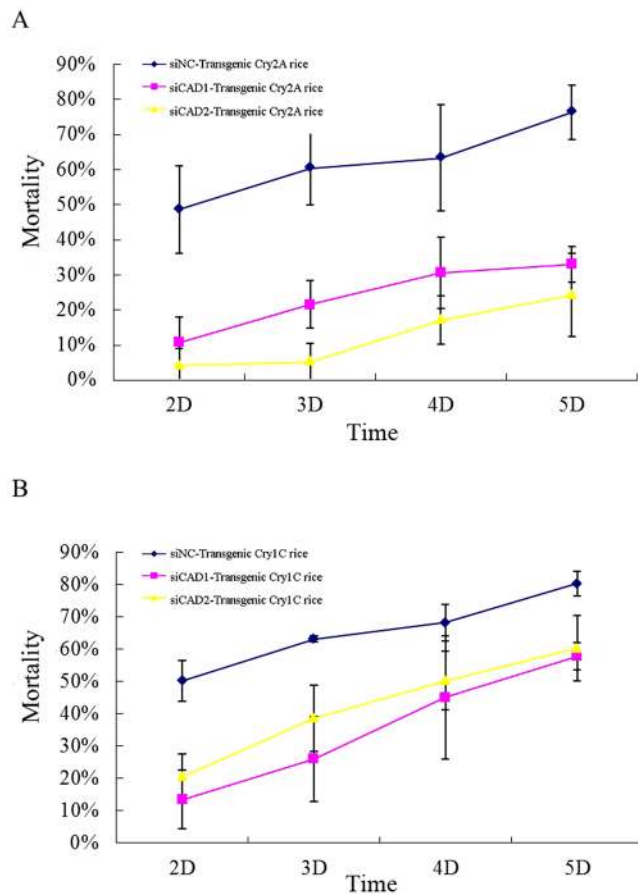 A
90%
80%
70%
60%
50%
40%
30%
20%
10%
0%
Mortality
siNC-Transgenic Cry2A rice
siCAD1-Transgenic Cry2A rice
siCAD2-Transgenic Cry2A rice
2D 3D 4D 5D
Time
B
90%
80%
70%
60%
50%
40%
30%
20%
10%
0%
Mortality
siNC-Transgenic Cry1C rice
siCAD1-Transgenic Cry1C rice
siCAD2-Transgenic Cry1C rice
2D 3D 4D 5D
Time